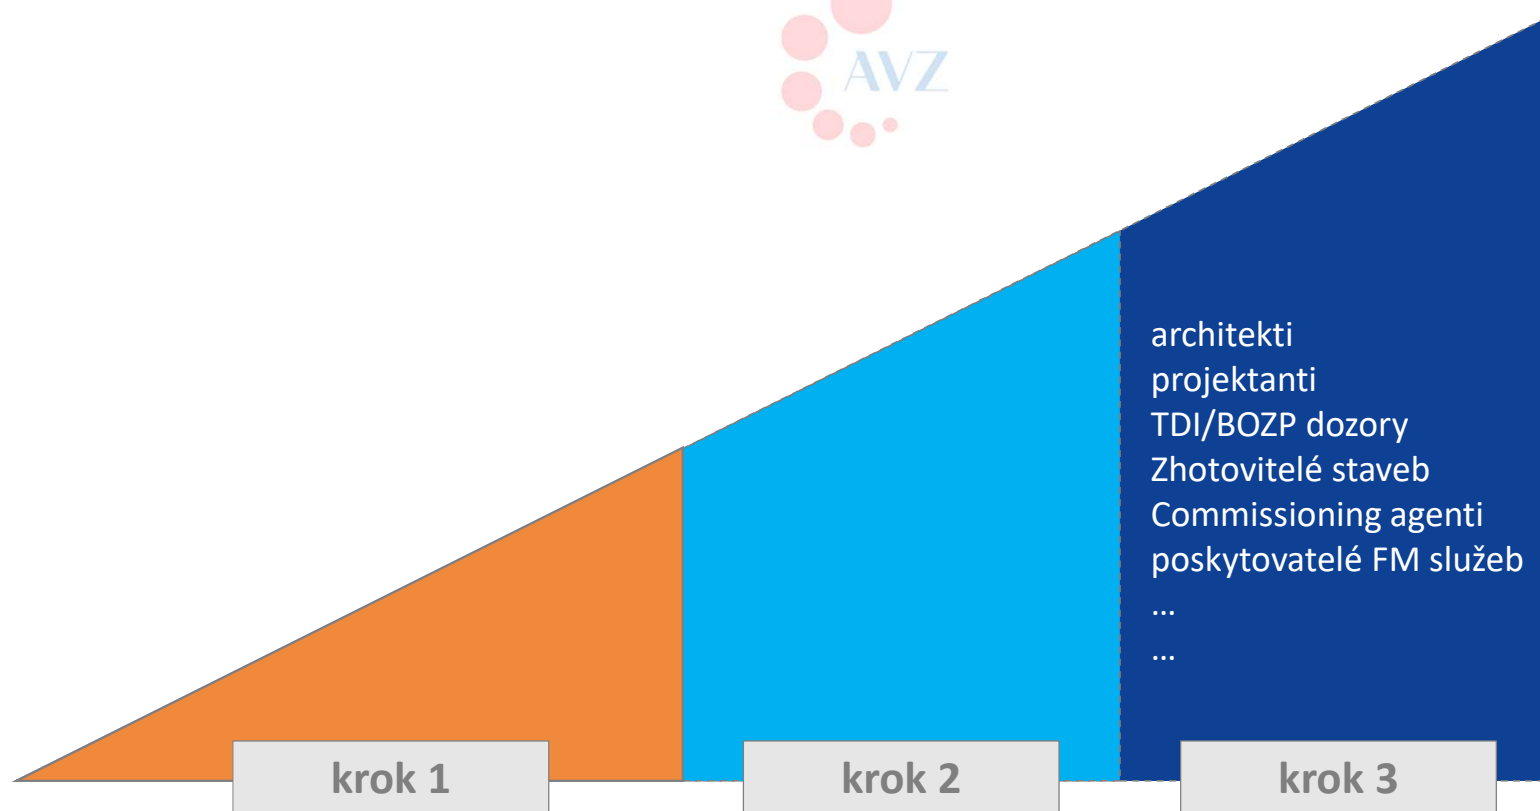 AVZ
architekti
projektanti
TDI/BOZP dozory
Zhotovitelé staveb
Commissioning agenti
poskytovatelé FM služeb
...
...
krok 1
krok 2
krok 3